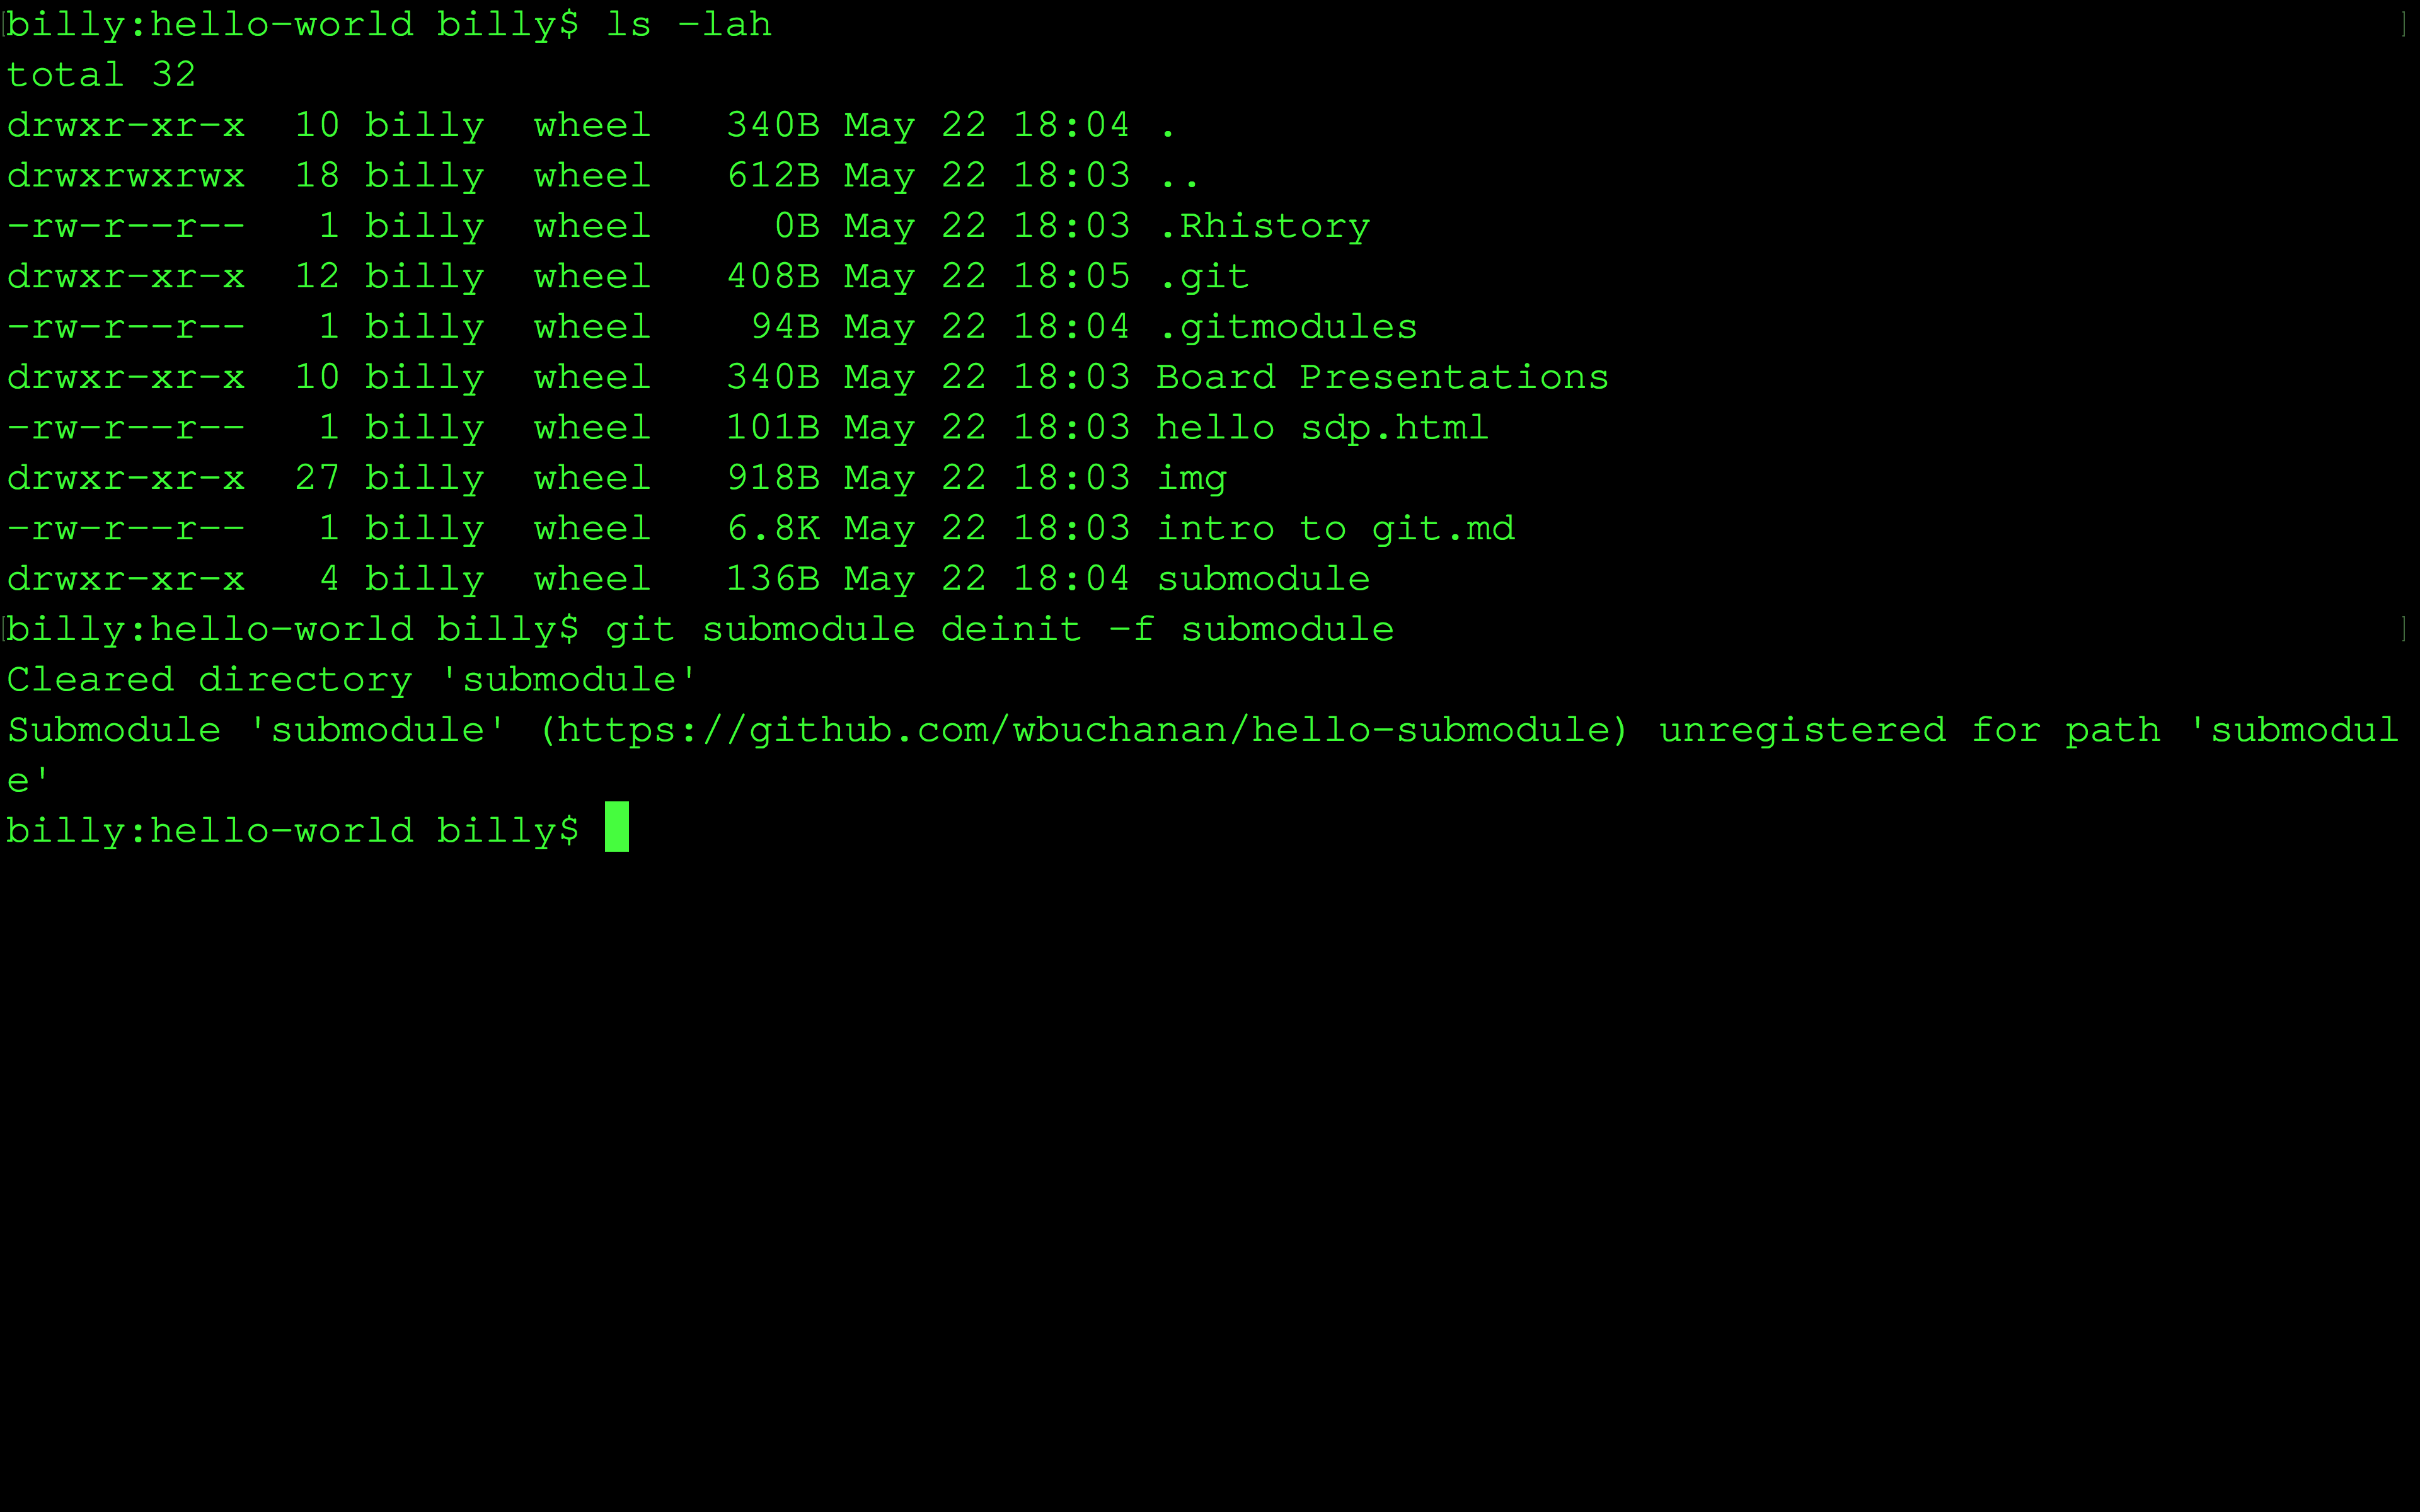 [billy:hello-world billy$ ls -lah ]
total 32
drwxr-xr-x  10 billy  wheel   340B May 22 18:04 .
drwxrwxrwx  18 billy  wheel   612B May 22 18:03 ..
-rw-r--r--   1 billy  wheel     0B May 22 18:03 .Rhistory
drwxr-xr-x  12 billy  wheel   408B May 22 18:05 .git
-rw-r--r--   1 billy  wheel    94B May 22 18:04 .gitmodules
drwxr-xr-x  10 billy  wheel   340B May 22 18:03 Board Presentations
-rw-r--r--   1 billy  wheel   101B May 22 18:03 hello sdp.html
drwxr-xr-x  27 billy  wheel   918B May 22 18:03 img
-rw-r--r--   1 billy  wheel   6.8K May 22 18:03 intro to git.md
drwxr-xr-x   4 billy  wheel   136B May 22 18:04 submodule
[billy:hello-world billy$ git submodule deinit -f submodule ]
Cleared directory 'submodule'
Submodule 'submodule' (https://github.com/wbuchanan/hello-submodule) unregistered for path 'submodul
e'
billy:hello-world billy$